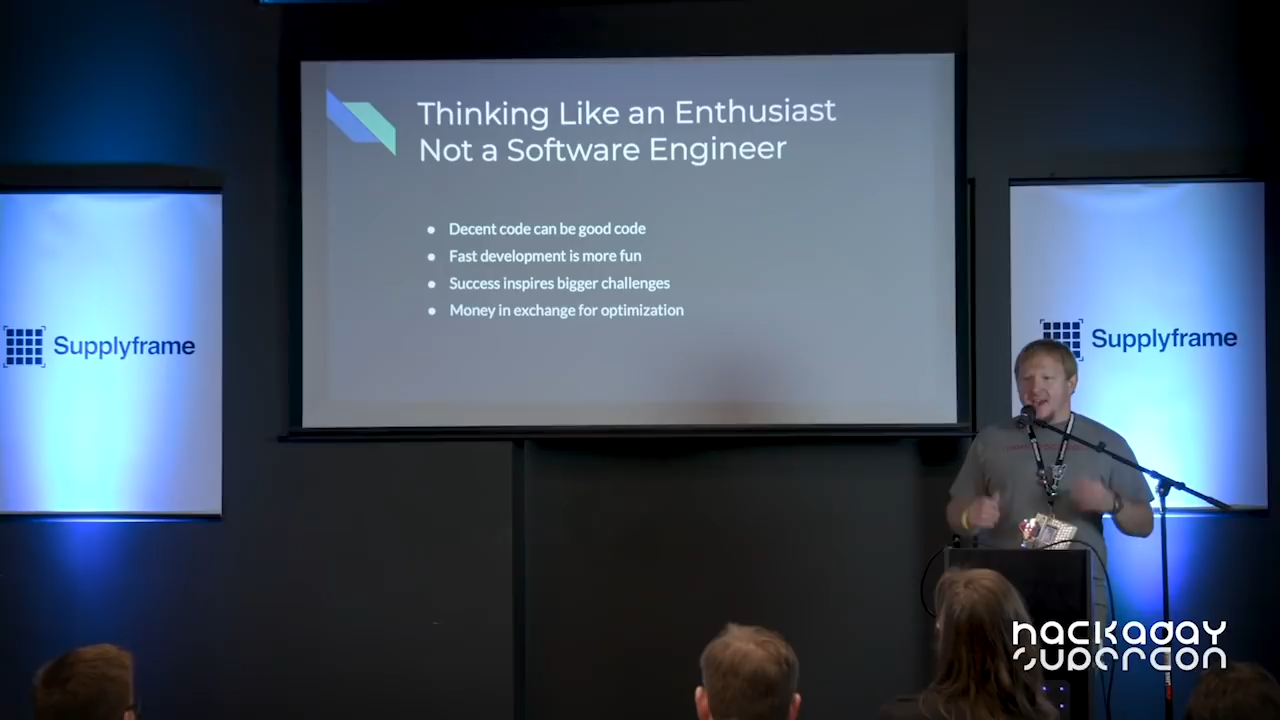 Thinking Like an Enthusiast
Not a Software Engineer
● Decent code can be good code
● Fast development is more fun
● Success inspires bigger challenges
● Money in exchange for optimization
Supplyframe
Supplyframe
hackaday
supercon